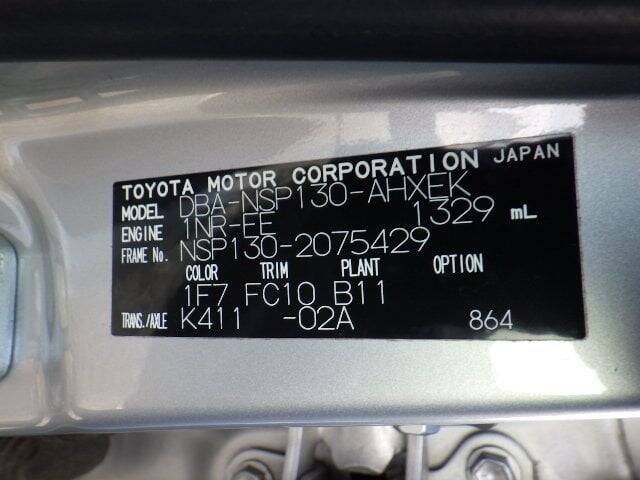 TOYOTA MOTOR CORPORATION JAPAN
MODEL DBA-NSP130-AHXEK
ENGINE 1NR-EE 1329 mL
FRAME No. NSP130-2075429
COLOR TRIM PLANT OPTION
1F7 FC10 B11
TRANS./AXLE K411 -02A 864